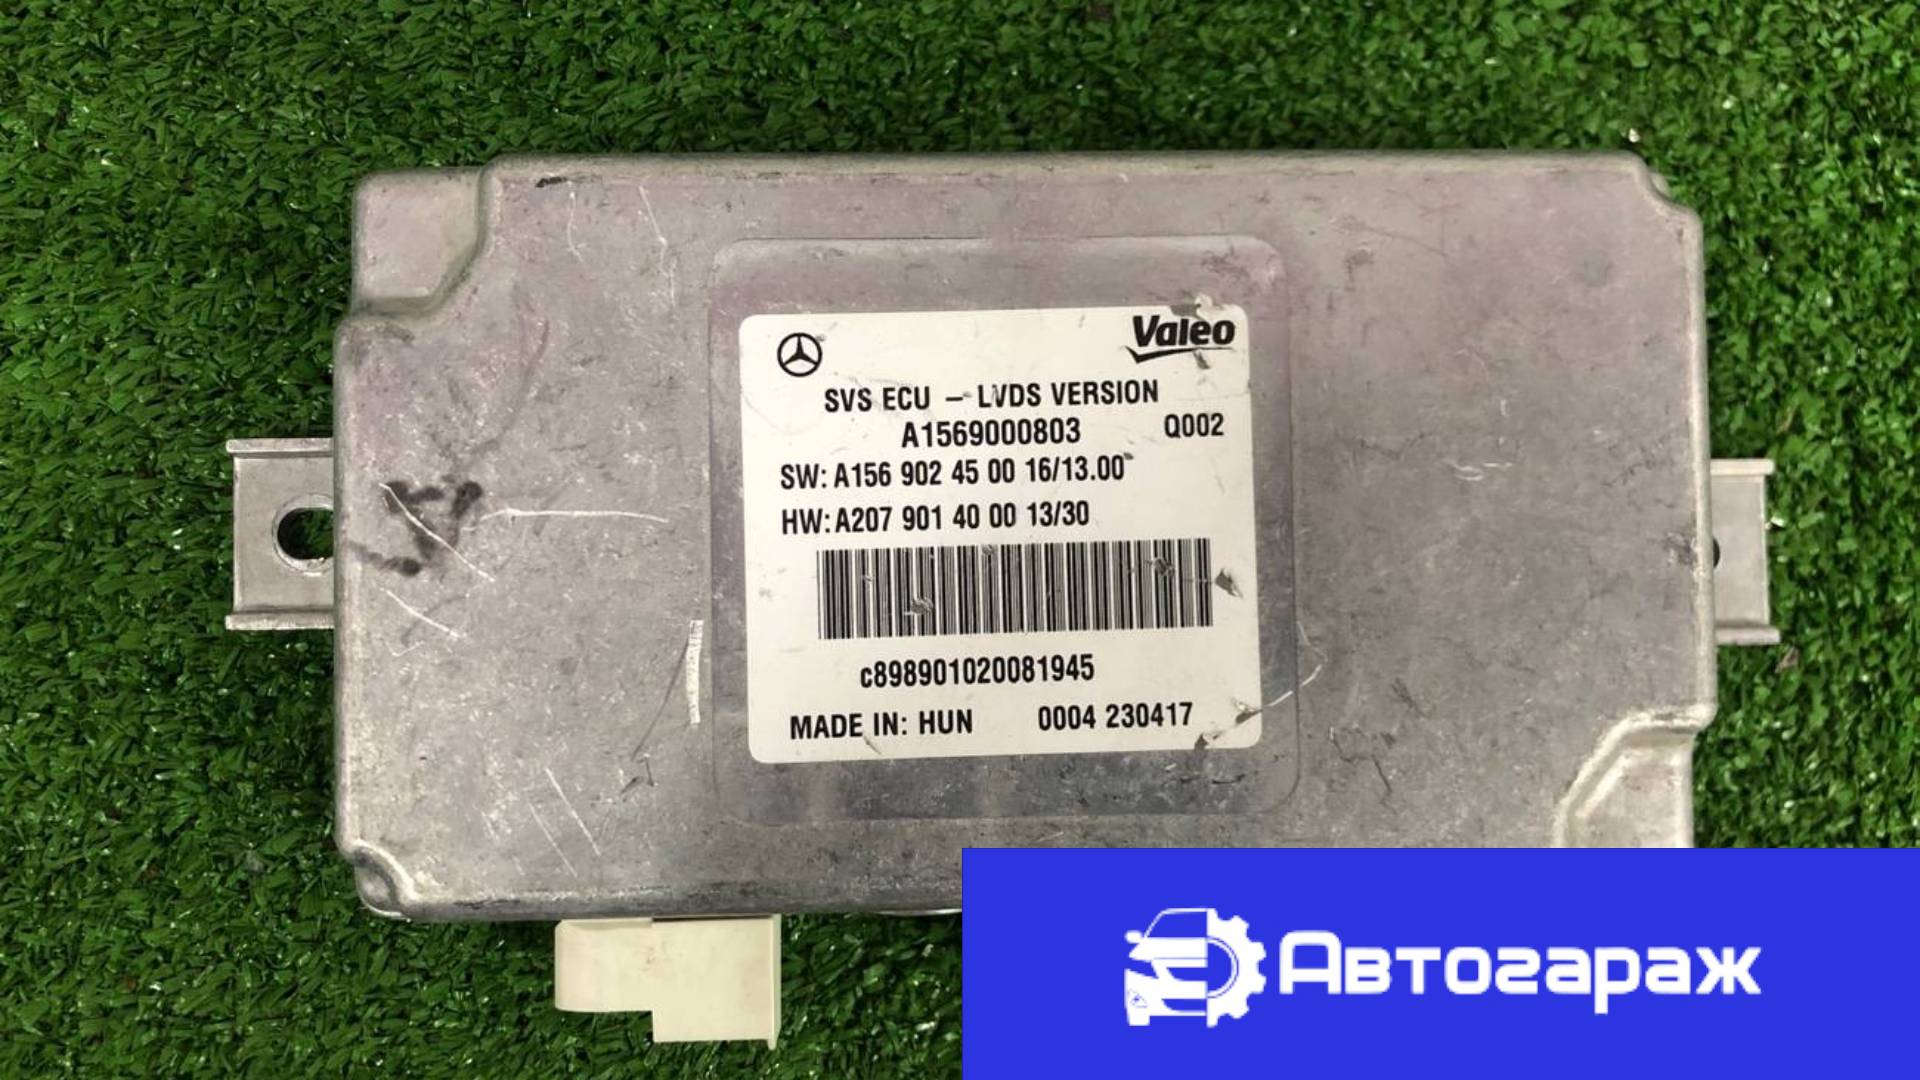 Valeo
SVS ECU – LVDS VERSION
A1569000803 Q002
SW: A156 902 45 00 16/13.00
HW: A207 901 40 00 13/30
c898901020081945
MADE IN: HUN 0004 230417
Автогараж